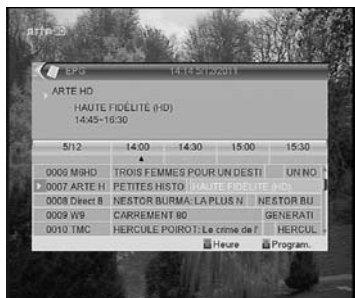 arte
EPG 14:14 5/12/2011
ARTE HD
HAUTE FIDÉLITÉ (HD)
14:45~16:30
5/12 14:00 14:30 15:00 15:30
0006 M6HD TROIS FEMMES POUR UN DESTI UN NO
0007 ARTE H PETITES HISTO HAUTE FIDÉLITÉ (HD)
0008 Direct 8 NESTOR BURMA: LA PLUS N NESTOR BU
0009 W9 CARREMENT 80 GENERATI
0010 TMC HERCULE POIROT: Le crime de l' HERCUL
Heure Program.